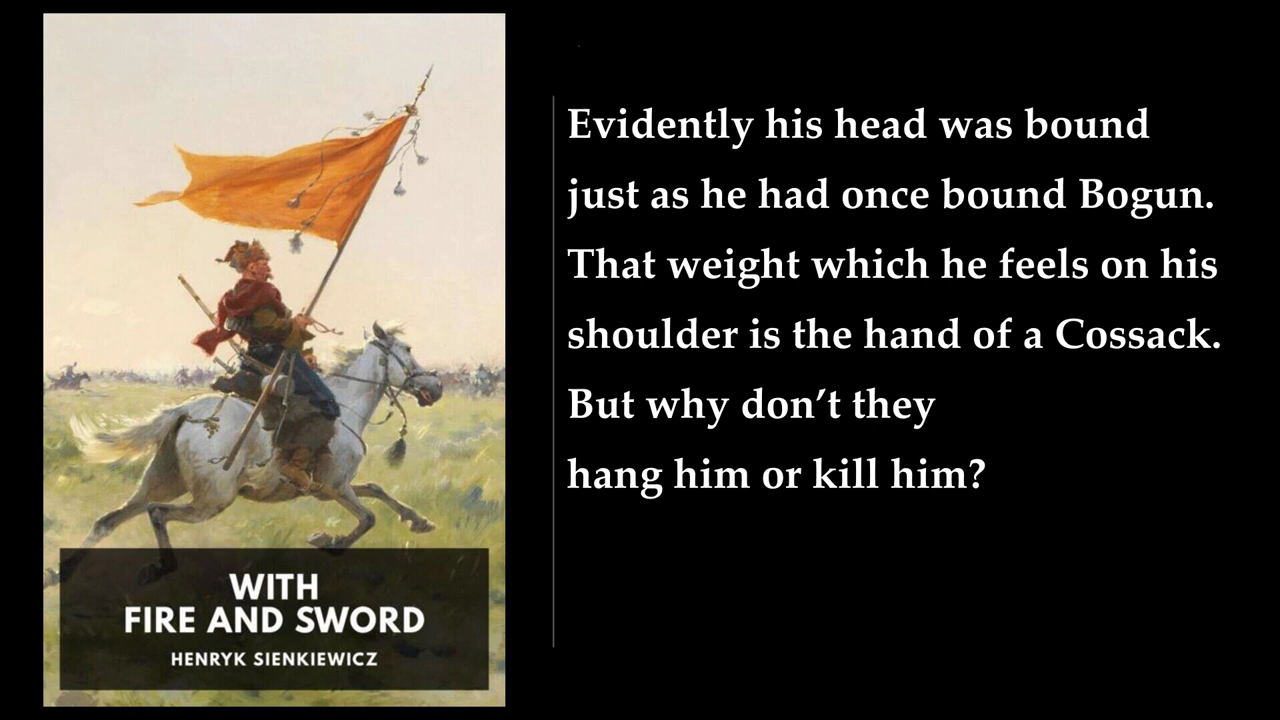 WITH
FIRE AND SWORD
HENRYK SIENKIEWICZ
Evidently his head was bound
just as he had once bound Bogun.
That weight which he feels on his
shoulder is the hand of a Cossack.
But why don’t they
hang him or kill him?